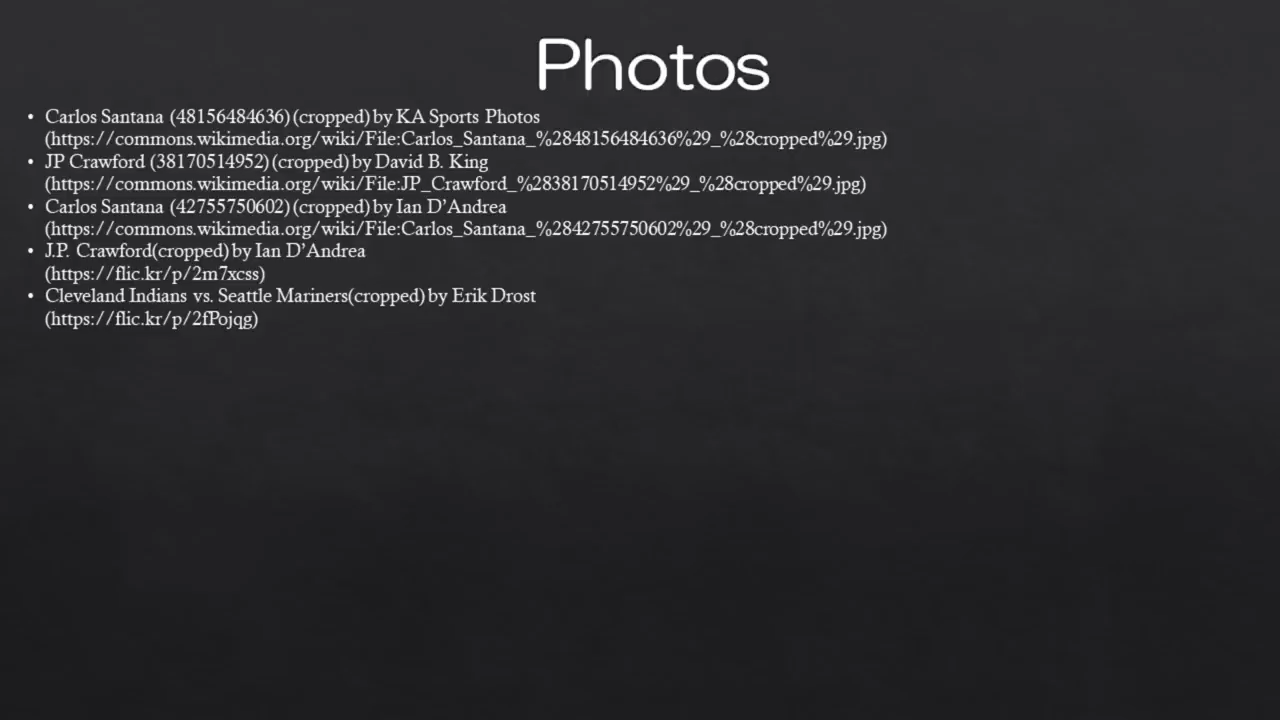 Photos
• Carlos Santana (48156484636)(cropped)by KA Sports Photos
(https://commons.wikimedia.org/wiki/File:Carlos_Santana_%2848156484636%29_%28cropped%29.jpg)
• JP Crawford (38170514952)(cropped)by David B. King
(https://commons.wikimedia.org/wiki/File:JP_Crawford_%2838170514952%29_%28cropped%29.jpg)
• Carlos Santana (42755750602)(cropped)by Ian D’Andrea
(https://commons.wikimedia.org/wiki/File:Carlos_Santana_%2842755750602%29_%28cropped%29.jpg)
• J.P. Crawford(cropped)by Ian D’Andrea
(https://flic.kr/p/2m7xcss)
• Cleveland Indians vs. Seattle Mariners(cropped)by Erik Drost
(https://flic.kr/p/2fPojqg)